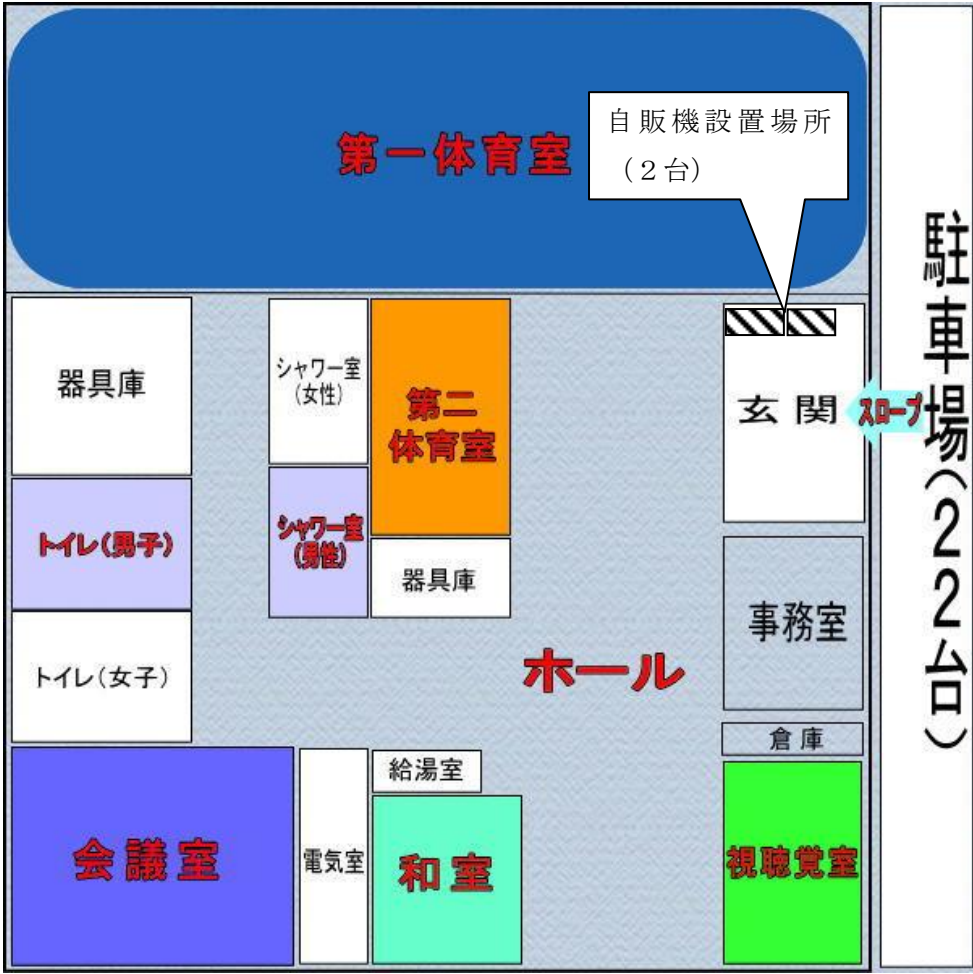 第一体育室
自販機設置場所
（２台）
駐車場（２２台）
器具庫
シャワー室
（女性）
第二
体育室
玄関
スロープ
トイレ（男子）
シャワー室
（男性）
器具庫
事務室
トイレ（女子）
ホール
倉庫
給湯室
会議室
電気室
和室
視聴覚室